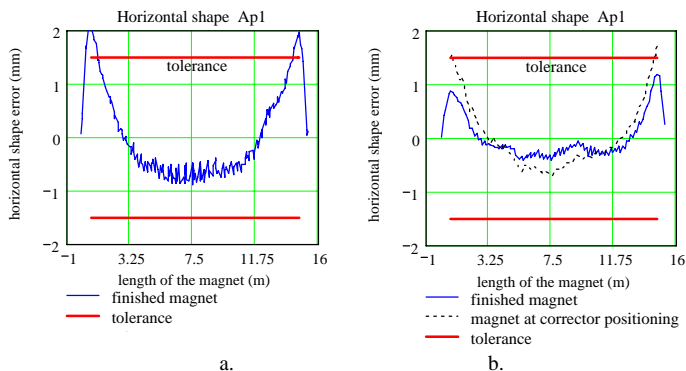 Horizontal shape Ap1
horizontal shape error (mm)
2
1
0
−1
−2
tolerance
−1 3.25 7.5 11.75 16
length of the magnet (m)
finished magnet
tolerance
a.
Horizontal shape Ap1
horizontal shape error (mm)
2
1
0
−1
−2
tolerance
−1 3.25 7.5 11.75 16
length of the magnet (m)
finished magnet
magnet at corrector positioning
tolerance
b.